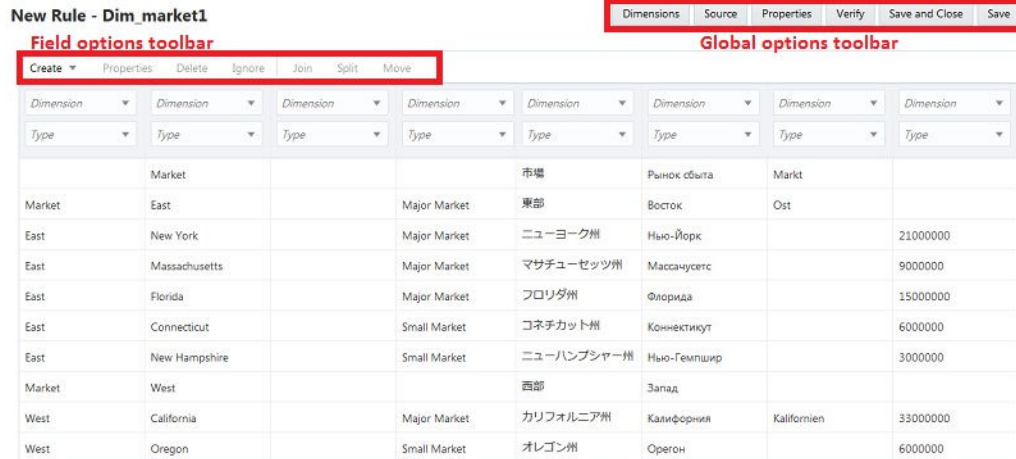 New Rule - Dim_market1
Dimensions Source Properties Verify Save and Close Save
Field options toolbar
Global options toolbar
Create Properties Delete Ignore Join Split Move
Dimension Dimension Dimension Dimension Dimension Dimension Dimension Dimension
Type Type Type Type Type Type Type Type
Market 市場 Рынок сбыта Markt
Market East Major Market 東部 Восток Ost
East New York Major Market ニューヨーク州 Нью-Йорк 21000000
East Massachusetts Major Market マサチューセッツ州 Массачусетс 9000000
East Florida Major Market フロリダ州 Флорида 15000000
East Connecticut Small Market コネチカット州 Коннектикут 6000000
East New Hampshire Small Market ニューハンプシャー州 Нью-Гемпшир 3000000
Market West 西部 Запад
West California Major Market カリフォルニア州 Калифорния Kalifornien 33000000
West Oregon Small Market オレゴン州 Орегон 6000000